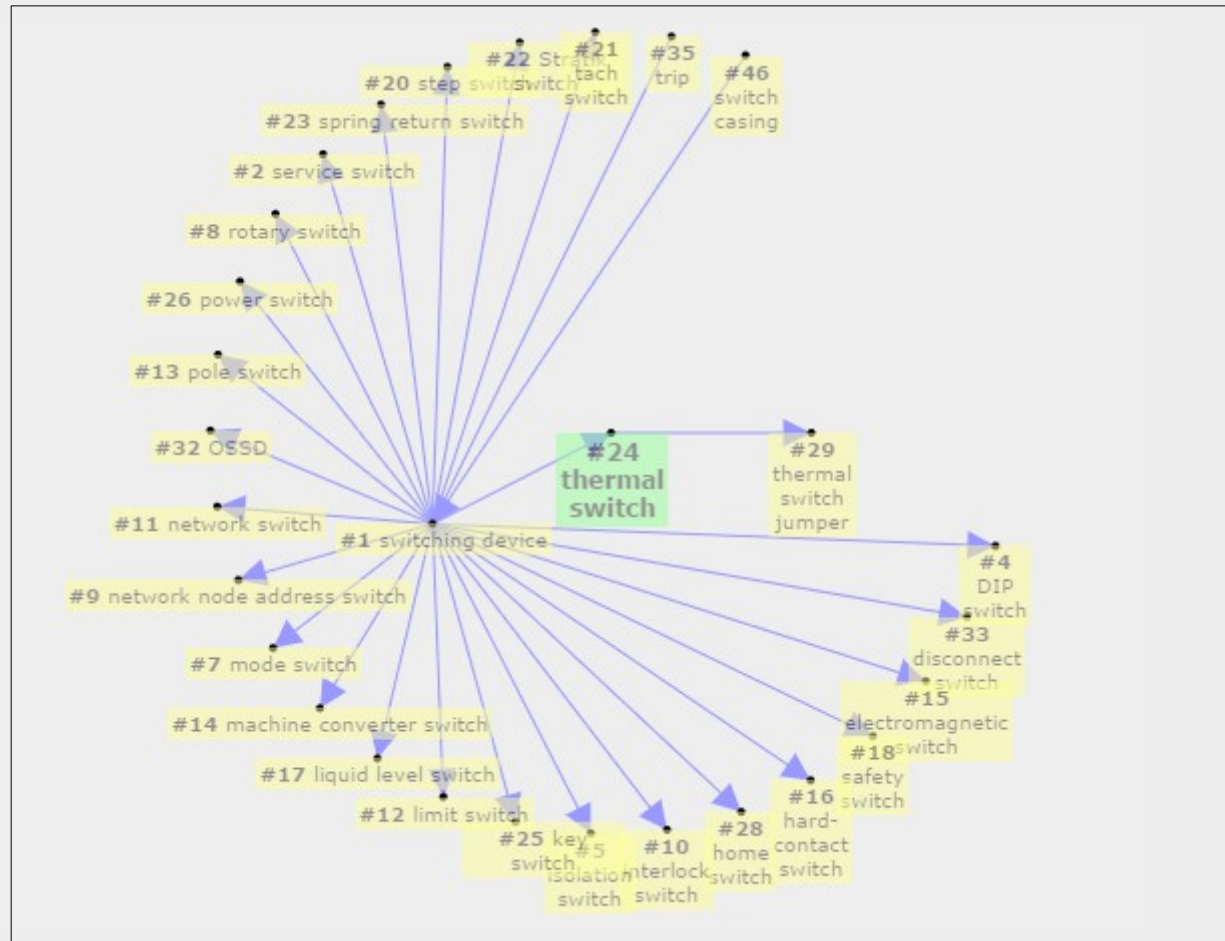 #22
switch
#21
tach
switch
#35
trip
#46
switch
casing
#20 step switch
#23 spring return switch
#2 service switch
#8 rotary switch
#26 power switch
#13 pole switch
#32 OSSD
#24
thermal
switch
#29
thermal
switch
jumper
#11 network switch
#1 switching device
#4
DIP
switch
#9 network node address switch
#33
disconnect
switch
#7 mode switch
#15
electromagnetic
switch
#14 machine converter switch
#18
safety
switch
#17 liquid level switch
#16
hard-
contact
switch
#12 limit switch
#28
home
switch
#25 key
switch
#5
isolation
switch
#10
interlock
switch